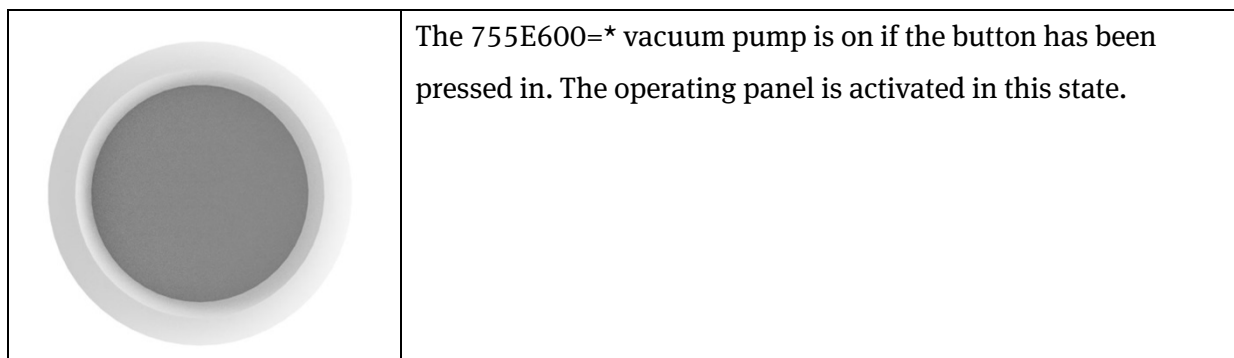 The 755E600=* vacuum pump is on if the button has been
pressed in. The operating panel is activated in this state.